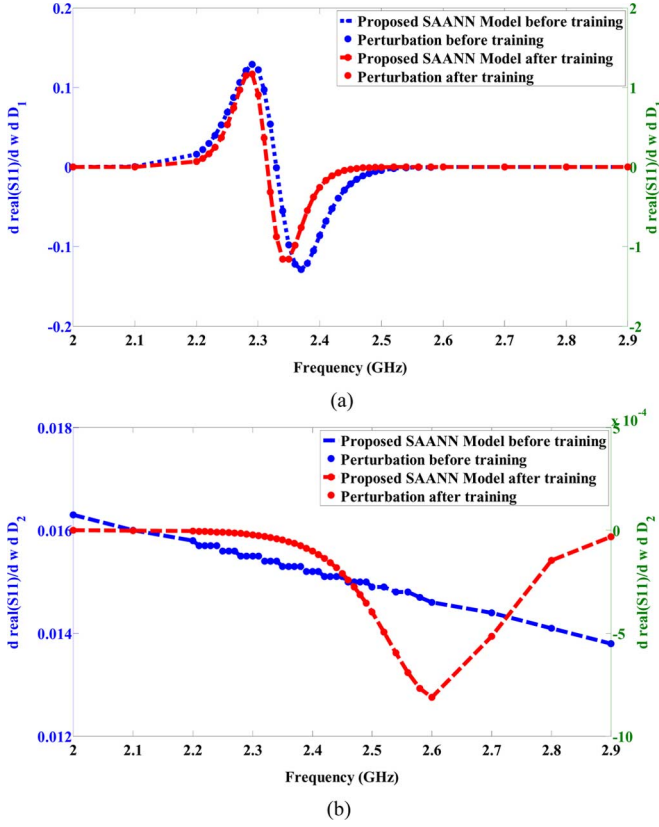 0.2
0.1
0
-0.1
-0.2
d real(S11)/d w d D1
2
1
0
-1
-2
d real(S11)/d w d D1
Proposed SAANN Model before training
Perturbation before training
Proposed SAANN Model after training
Perturbation after training
2 2.1 2.2 2.3 2.4 2.5 2.6 2.7 2.8 2.9
Frequency (GHz)
(a)
0.018
0.016
0.014
0.012
d real(S11)/d w d D2
5 x 10-4
0
-5
-10
d real(S11)/d w d D2
Proposed SAANN Model before training
Perturbation before training
Proposed SAANN Model after training
Perturbation after training
2 2.1 2.2 2.3 2.4 2.5 2.6 2.7 2.8 2.9
Frequency (GHz)
(b)